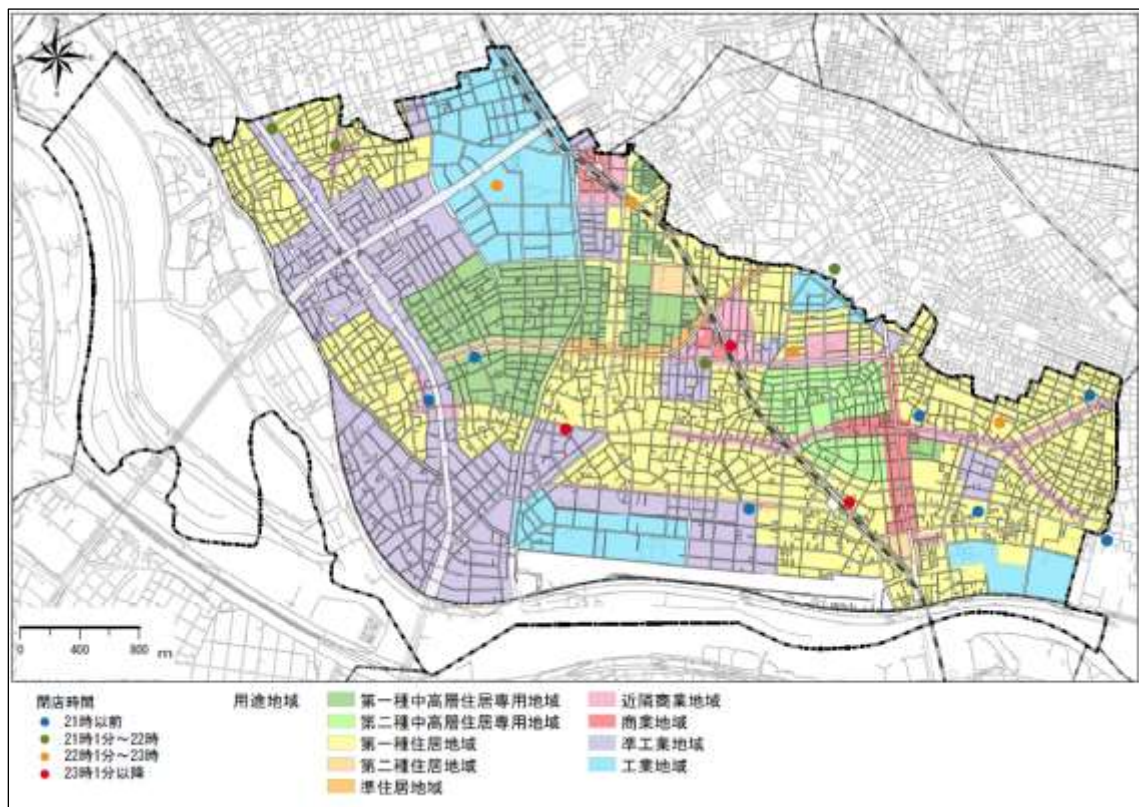 0 400 800 m
閉店時間
21時以前
21時1分～22時
22時1分～23時
23時1分以降
用途地域
第一種中高層住居専用地域
第二種中高層住居専用地域
第一種住居地域
第二種住居地域
準住居地域
近隣商業地域
商業地域
準工業地域
工業地域